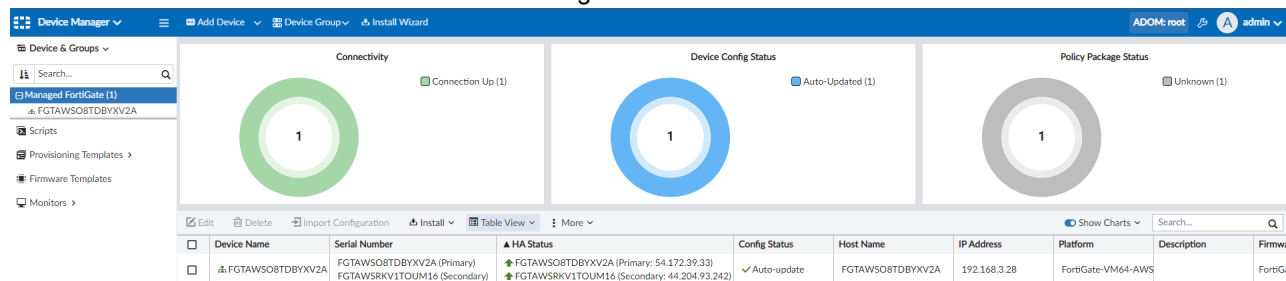 Device Manager
Add Device
Device Group
Install Wizard
ADOM: root
A
admin
Device & Groups
Search...
Managed FortiGate (1)
FGTAWSO8TDBYXV2A
Scripts
Provisioning Templates
Firmware Templates
Monitors
Connectivity
Connection Up (1)
1
Device Config Status
Auto-Updated (1)
1
Policy Package Status
Unknown (1)
1
Edit
Delete
Import Configuration
Install
Table View
More
Show Charts
Search...
Device Name
Serial Number
HA Status
Config Status
Host Name
IP Address
Platform
Description
Firmwa
FGTAWSO8TDBYXV2A
FGTAWSO8TDBYXV2A (Primary)
FGTAWSRKV1TOUM16 (Secondary)
FGTAWSO8TDBYXV2A (Primary: 54.172.39.33)
FGTAWSRKV1TOUM16 (Secondary: 44.204.93.242)
Auto-update
FGTAWSO8TDBYXV2A
192.168.3.28
FortiGate-VM64-AWS
FortiGa